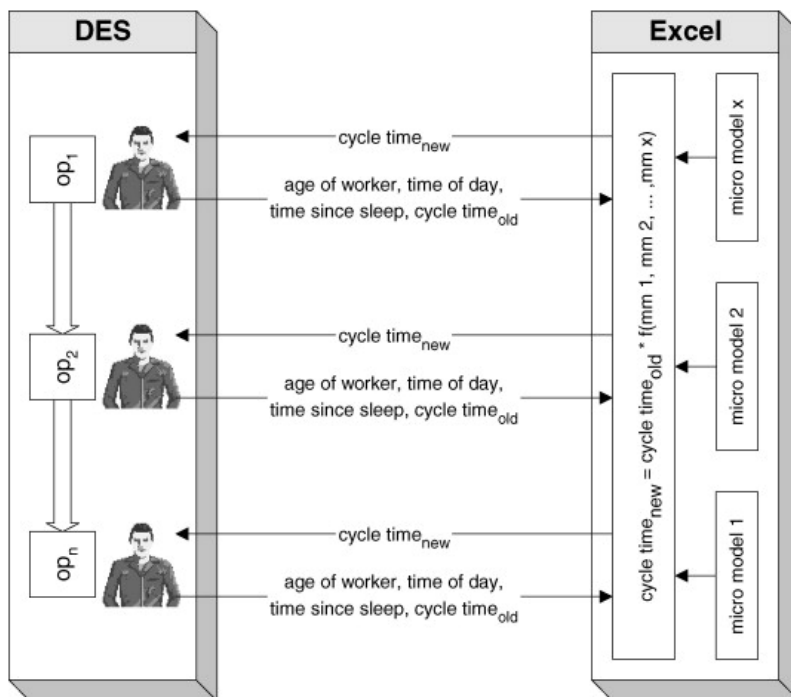 DES
Excel
op1
cycle timenew
age of worker, time of day,
time since sleep, cycle timeold
op2
cycle timenew
age of worker, time of day,
time since sleep, cycle timeold
opn
cycle timenew
age of worker, time of day,
time since sleep, cycle timeold
cycle timenew = cycle timeold * f(mm 1, mm 2, ... ,mm x)
micro model x
micro model 2
micro model 1